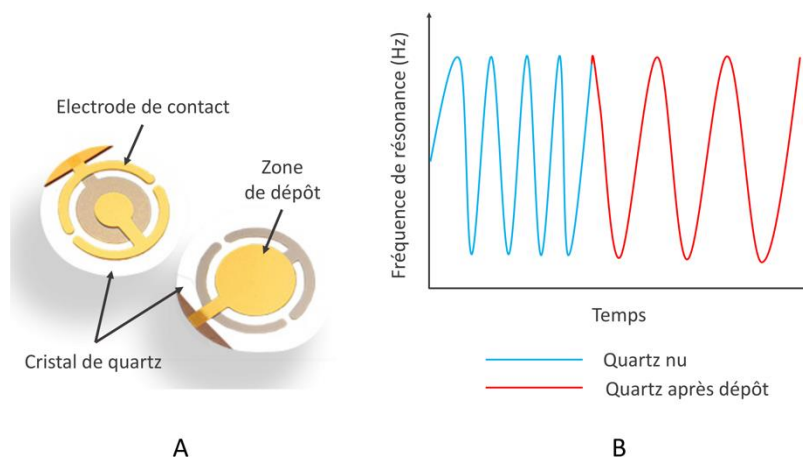 Electrode de contact
Zone
de dépôt
Cristal de quartz
A
Fréquence de résonance (Hz)
Temps
Quartz nu
Quartz après dépôt
B